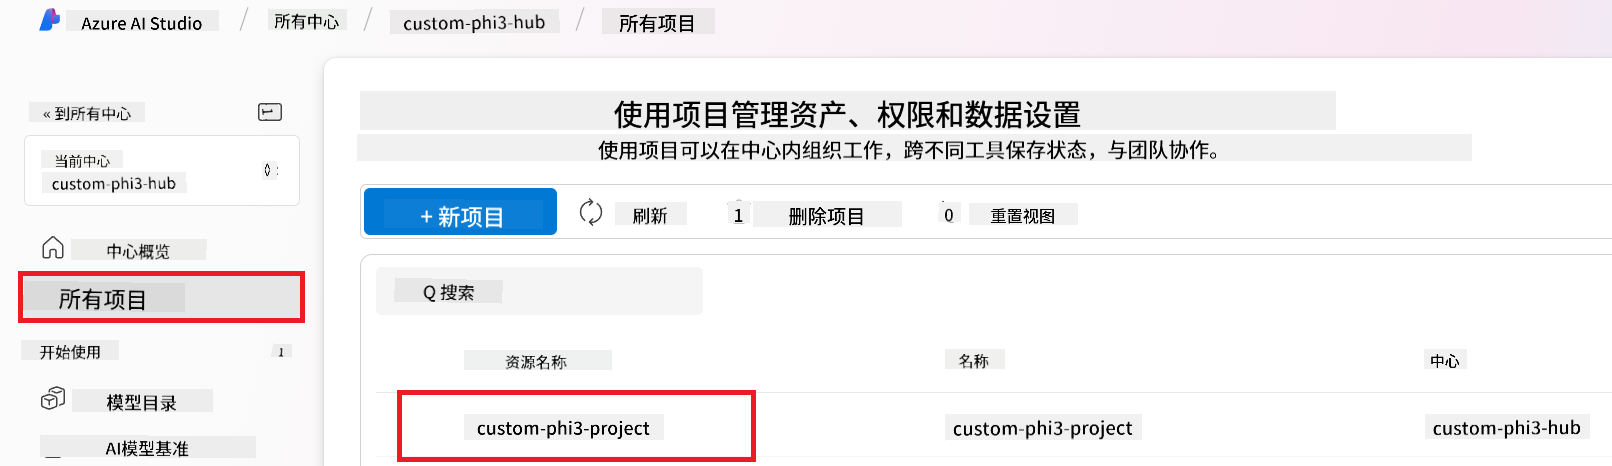 Azure AI Studio / 所有中心 / custom-phi3-hub / 所有项目
« 到所有中心
当前中心
custom-phi3-hub
中心概览
所有项目
开始使用
1
模型目录
AI模型基准
使用项目管理资产、权限和数据设置
使用项目可以在中心内组织工作，跨不同工具保存状态，与团队协作。
+ 新项目 刷新 1 删除项目 0 重置视图
Q 搜索
资源名称 名称 中心
custom-phi3-project custom-phi3-project custom-phi3-hub